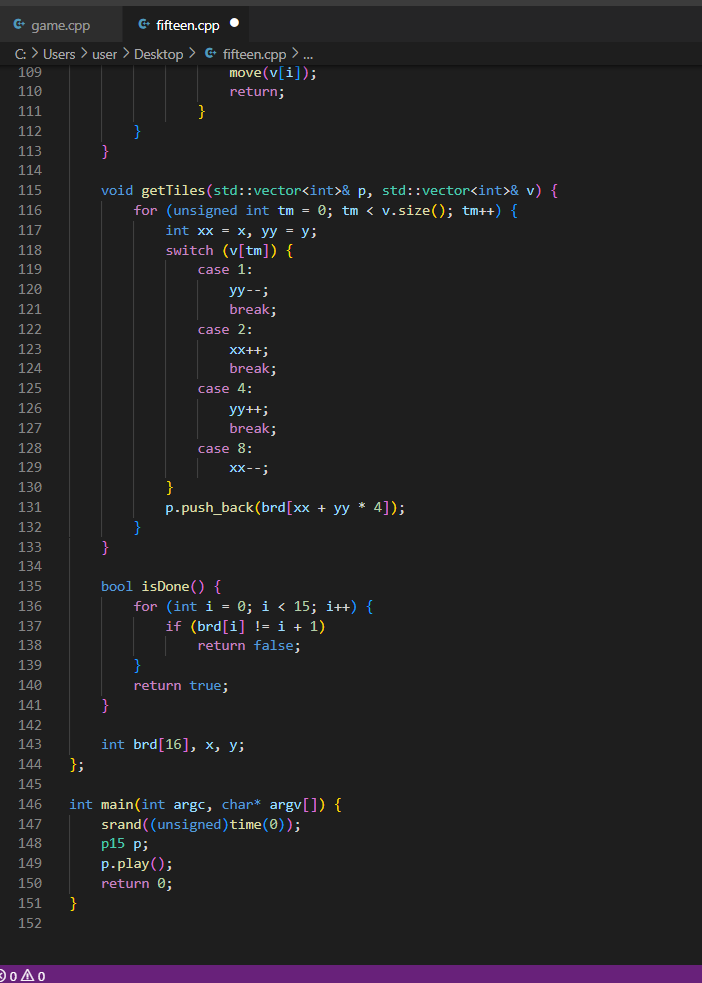 game.cpp fifteen.cpp
C: > Users > user > Desktop > fifteen.cpp > ...
109 move(v[i]);
110 return;
111 }
112 }
113 }
114
115 void getTiles(std::vector<int>& p, std::vector<int>& v) {
116 for (unsigned int tm = 0; tm < v.size(); tm++) {
117 int xx = x, yy = y;
118 switch (v[tm]) {
119 case 1:
120 yy--;
121 break;
122 case 2:
123 xx++;
124 break;
125 case 4:
126 yy++;
127 break;
128 case 8:
129 xx--;
130 }
131 p.push_back(brd[xx + yy * 4]);
132 }
133 }
134
135 bool isDone() {
136 for (int i = 0; i < 15; i++) {
137 if (brd[i] != i + 1)
138 return false;
139 }
140 return true;
141 }
142
143 int brd[16], x, y;
144 };
145
146 int main(int argc, char* argv[]) {
147 srand((unsigned)time(0));
148 p15 p;
149 p.play();
150 return 0;
151 }
152
0 0